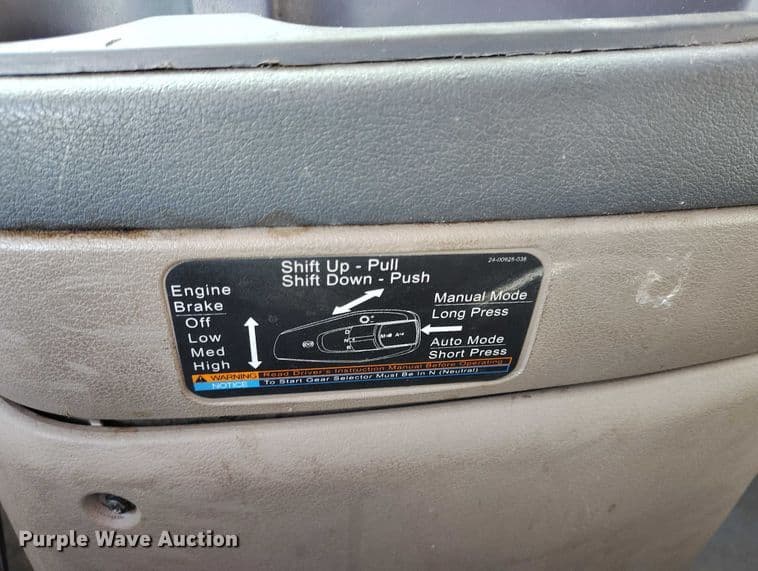 24-00925-036
Shift Up - Pull
Shift Down - Push
Engine
Brake
Off
Low
Med
High
Manual Mode
Long Press
Auto Mode
Short Press
D
N
R
M A
WARNING Read Driver's Instruction Manual Before Operating
NOTICE To Start Gear Selector Must Be In N (Neutral)
Purple Wave Auction